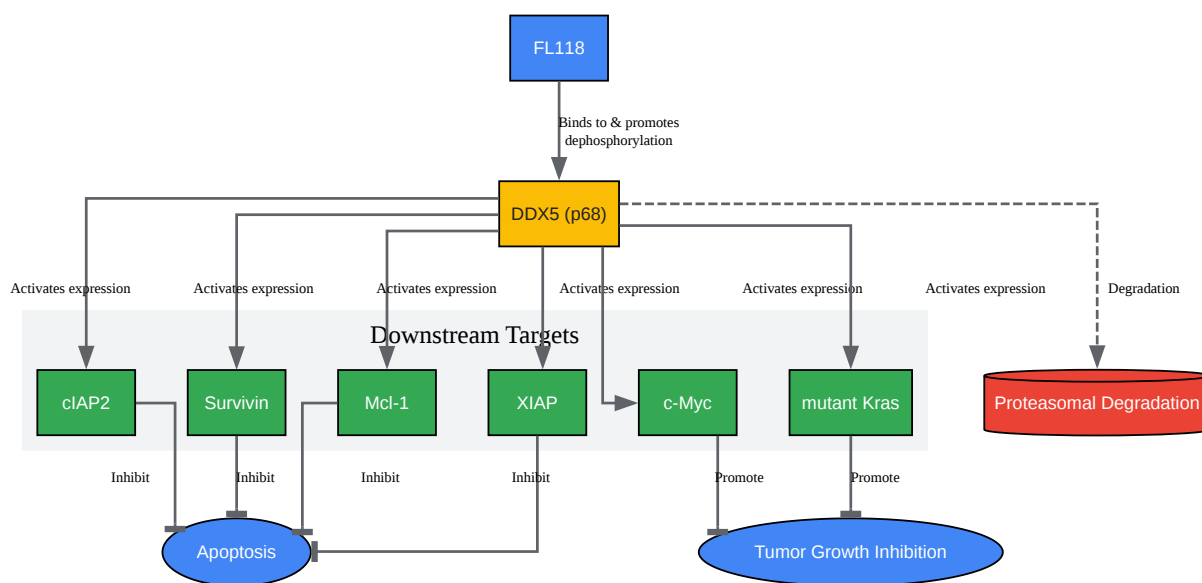 FL118
Binds to & promotes
dephosphorylation
DDX5 (p68)
Activates expression
Activates expression
Activates expression
Activates expression
Activates expression
Activates expression
Degradation
Downstream Targets
cIAP2
Survivin
Mcl-1
XIAP
c-Myc
mutant Kras
Proteasomal Degradation
Inhibit
Inhibit
Inhibit
Inhibit
Promote
Promote
Apoptosis
Tumor Growth Inhibition